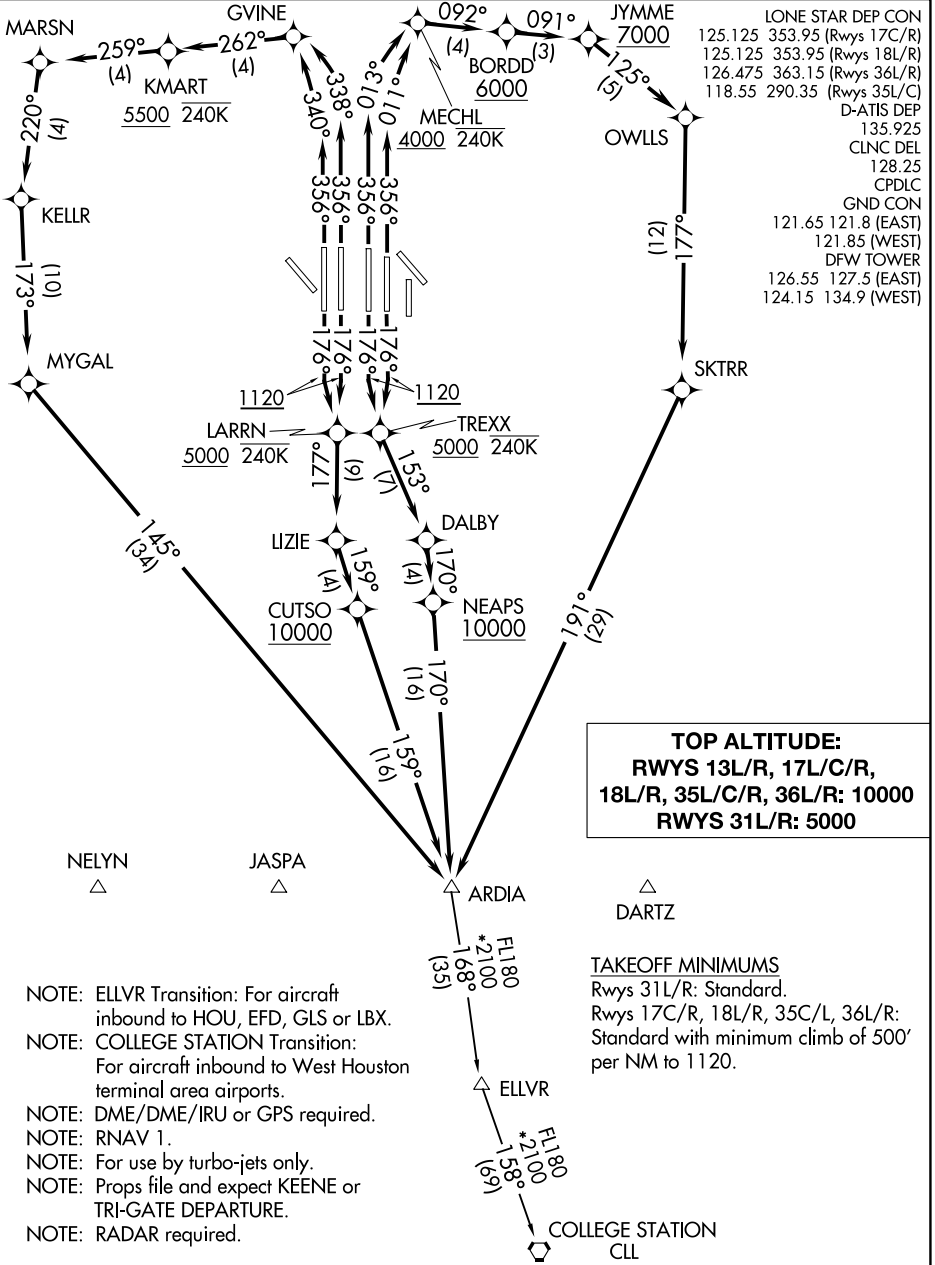 MARSN
259°
(4)
KMART
5500 240K
262°
(4)
GVINE
338°
340°
013°
011°
MECHL
4000 240K
092°
(4)
BORDD
6000
091°
(3)
JYMME
7000
125°
(5)
OWLLS
LONE STAR DEP CON
125.125 353.95 (Rwys 17C/R)
125.125 353.95 (Rwys 18L/R)
126.475 363.15 (Rwys 36L/R)
118.55 290.35 (Rwys 35L/C)
D-ATIS DEP
135.925
CLNC DEL
128.25
CPDLC
GND CON
121.65 121.8 (EAST)
121.85 (WEST)
DFW TOWER
126.55 127.5 (EAST)
124.15 134.9 (WEST)
220°
(4)
KELLR
173°
(10)
MYGAL
356°
356°
356°
356°
176°
176°
176°
176°
177°
(12)
SKTRR
1120
1120
LARRN
5000 240K
TREXX
5000 240K
177°
(9)
153°
(7)
LIZIE
DALBY
159°
(4)
170°
(4)
CUTSO
10000
NEAPS
10000
145°
(34)
159°
(16)
170°
(16)
191°
(29)
TOP ALTITUDE:
RWYS 13L/R, 17L/C/R,
18L/R, 35L/C/R, 36L/R: 10000
RWYS 31L/R: 5000
NELYN
JASPA
ARDIA
DARTZ
FL180
*2100
168°
(35)
ELLVR
FL180
*2100
158°
(69)
COLLEGE STATION
CLL
TAKEOFF MINIMUMS
Rwys 31L/R: Standard.
Rwys 17C/R, 18L/R, 35C/L, 36L/R:
Standard with minimum climb of 500'
per NM to 1120.
NOTE: ELLVR Transition: For aircraft
inbound to HOU, EFD, GLS or LBX.
NOTE: COLLEGE STATION Transition:
For aircraft inbound to West Houston
terminal area airports.
NOTE: DME/DME/IRU or GPS required.
NOTE: RNAV 1.
NOTE: For use by turbo-jets only.
NOTE: Props file and expect KEENE or
TRI-GATE DEPARTURE.
NOTE: RADAR required.